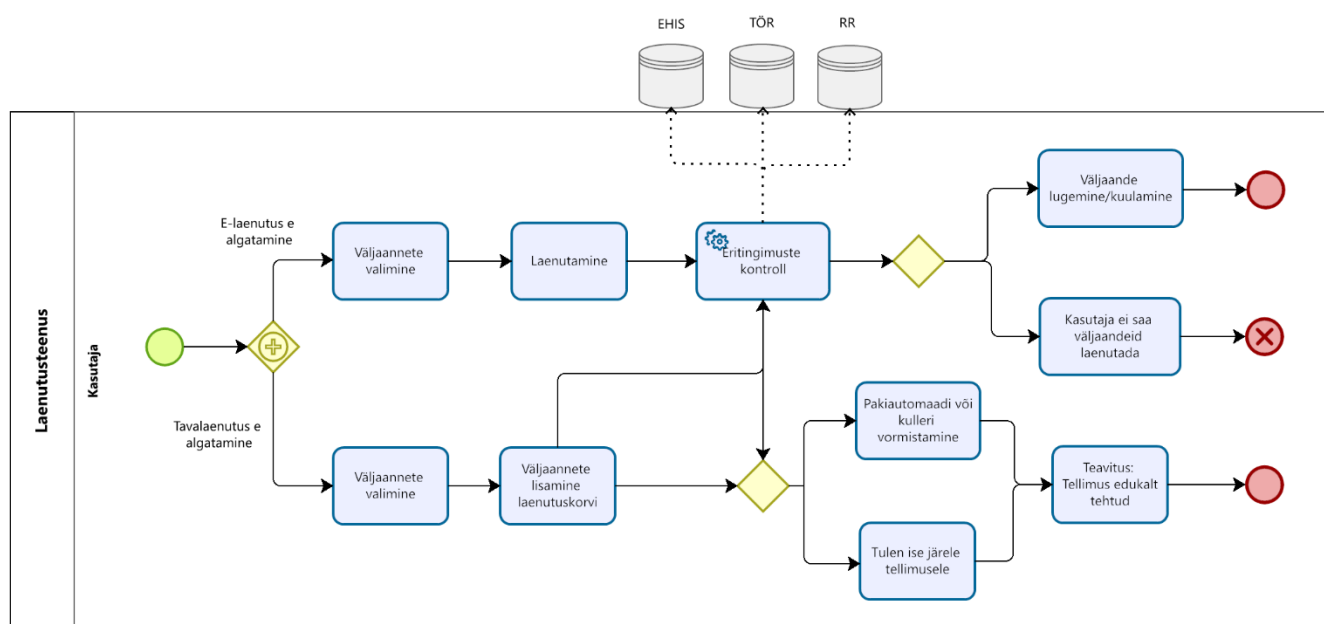 EHIS
TÖR
RR
Laenutusteenus
Kasutaja
E-laenutus e
algatamine
Väljaannete
valimine
Laenutamine
Eritingimuste
kontroll
Väljaande
lugemine/kuulamine
Kasutaja ei saa
väljaandeid
laenutada
Tavalaenutus e
algatamine
Väljaannete
valimine
Väljaannete
lisamine
laenutuskorvi
Pakiautomaadi või
kulleri
vormistamine
Tulen ise järele
tellimusele
Teavitus:
Tellimus edukalt
tehtud